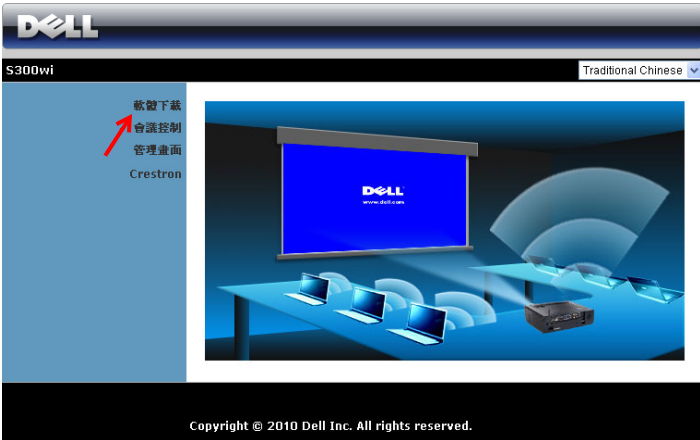 DELL
S300wi
Traditional Chinese
軟體下載
會議控制
管理畫面
Crestron
DELL
www.dell.com
Copyright © 2010 Dell Inc. All rights reserved.